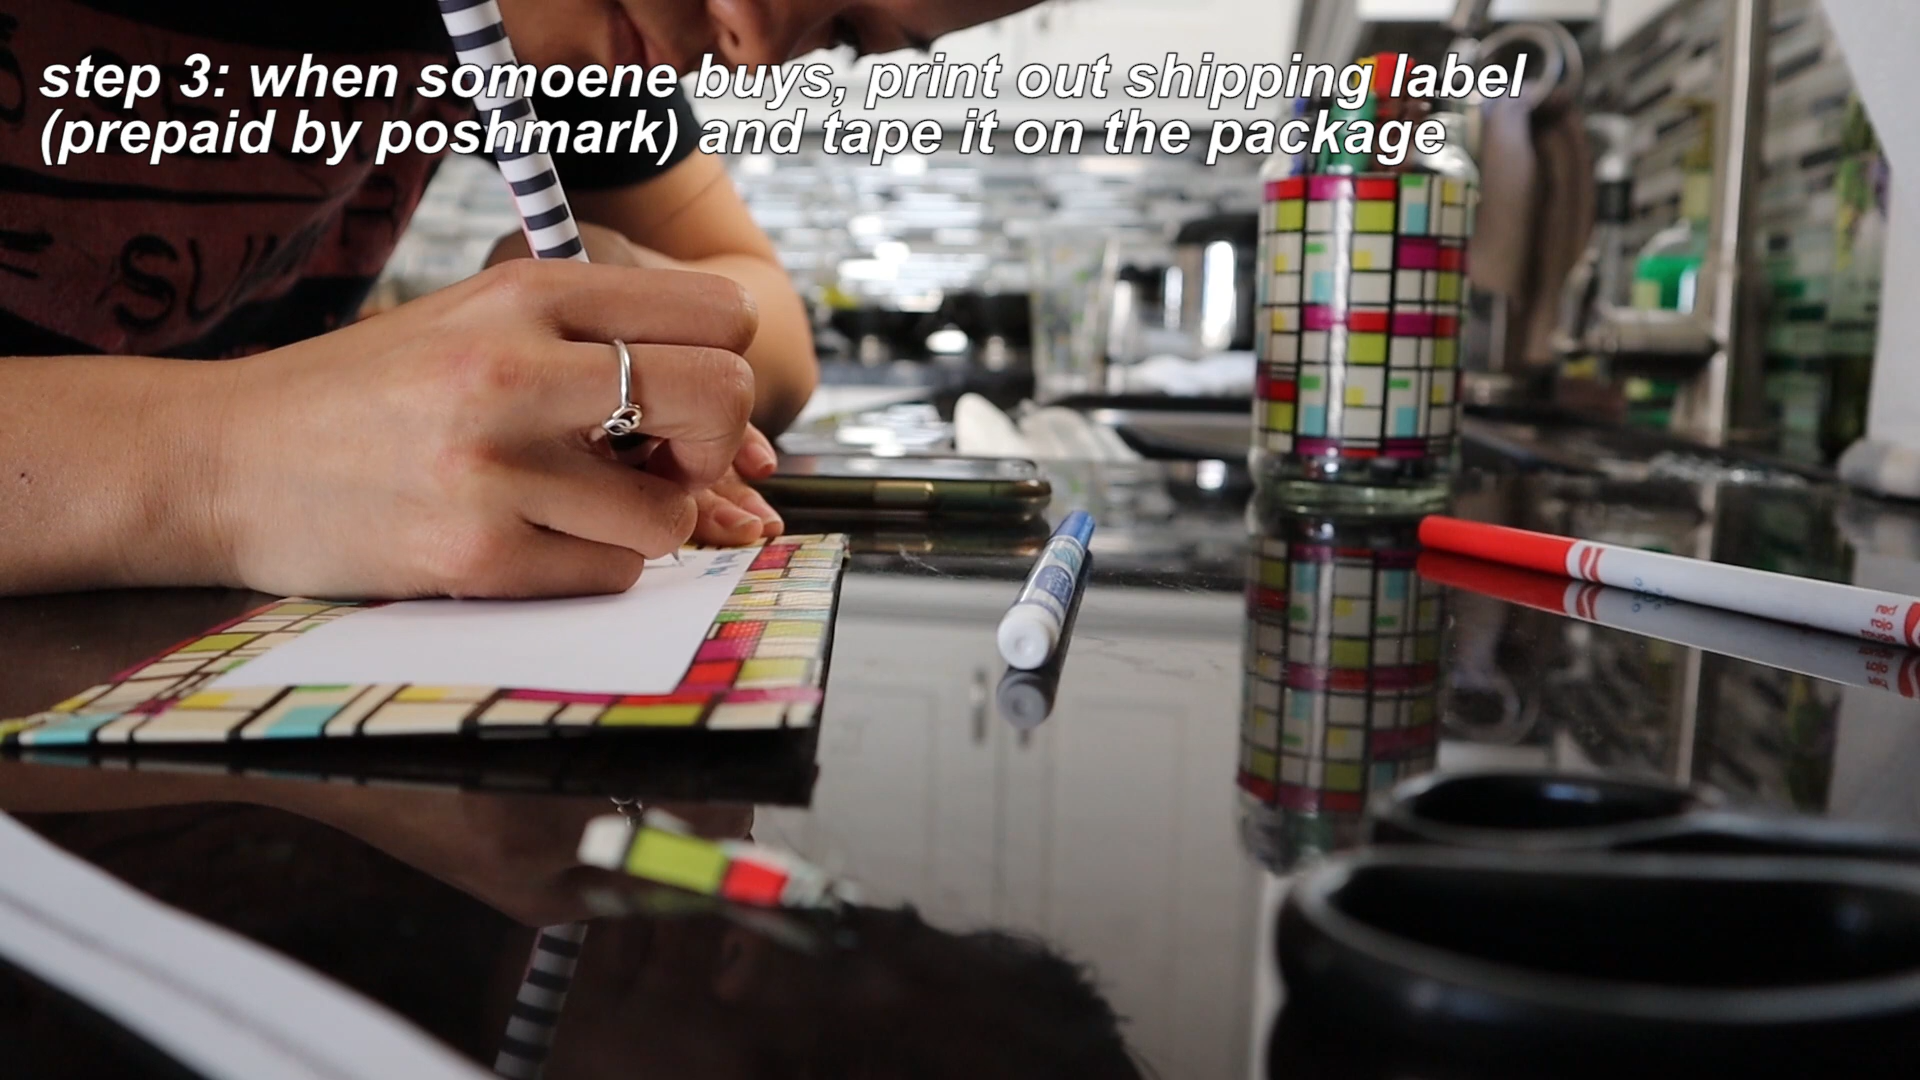 step 3: when somoene buys, print out shipping label
(prepaid by poshmark) and tape it on the package